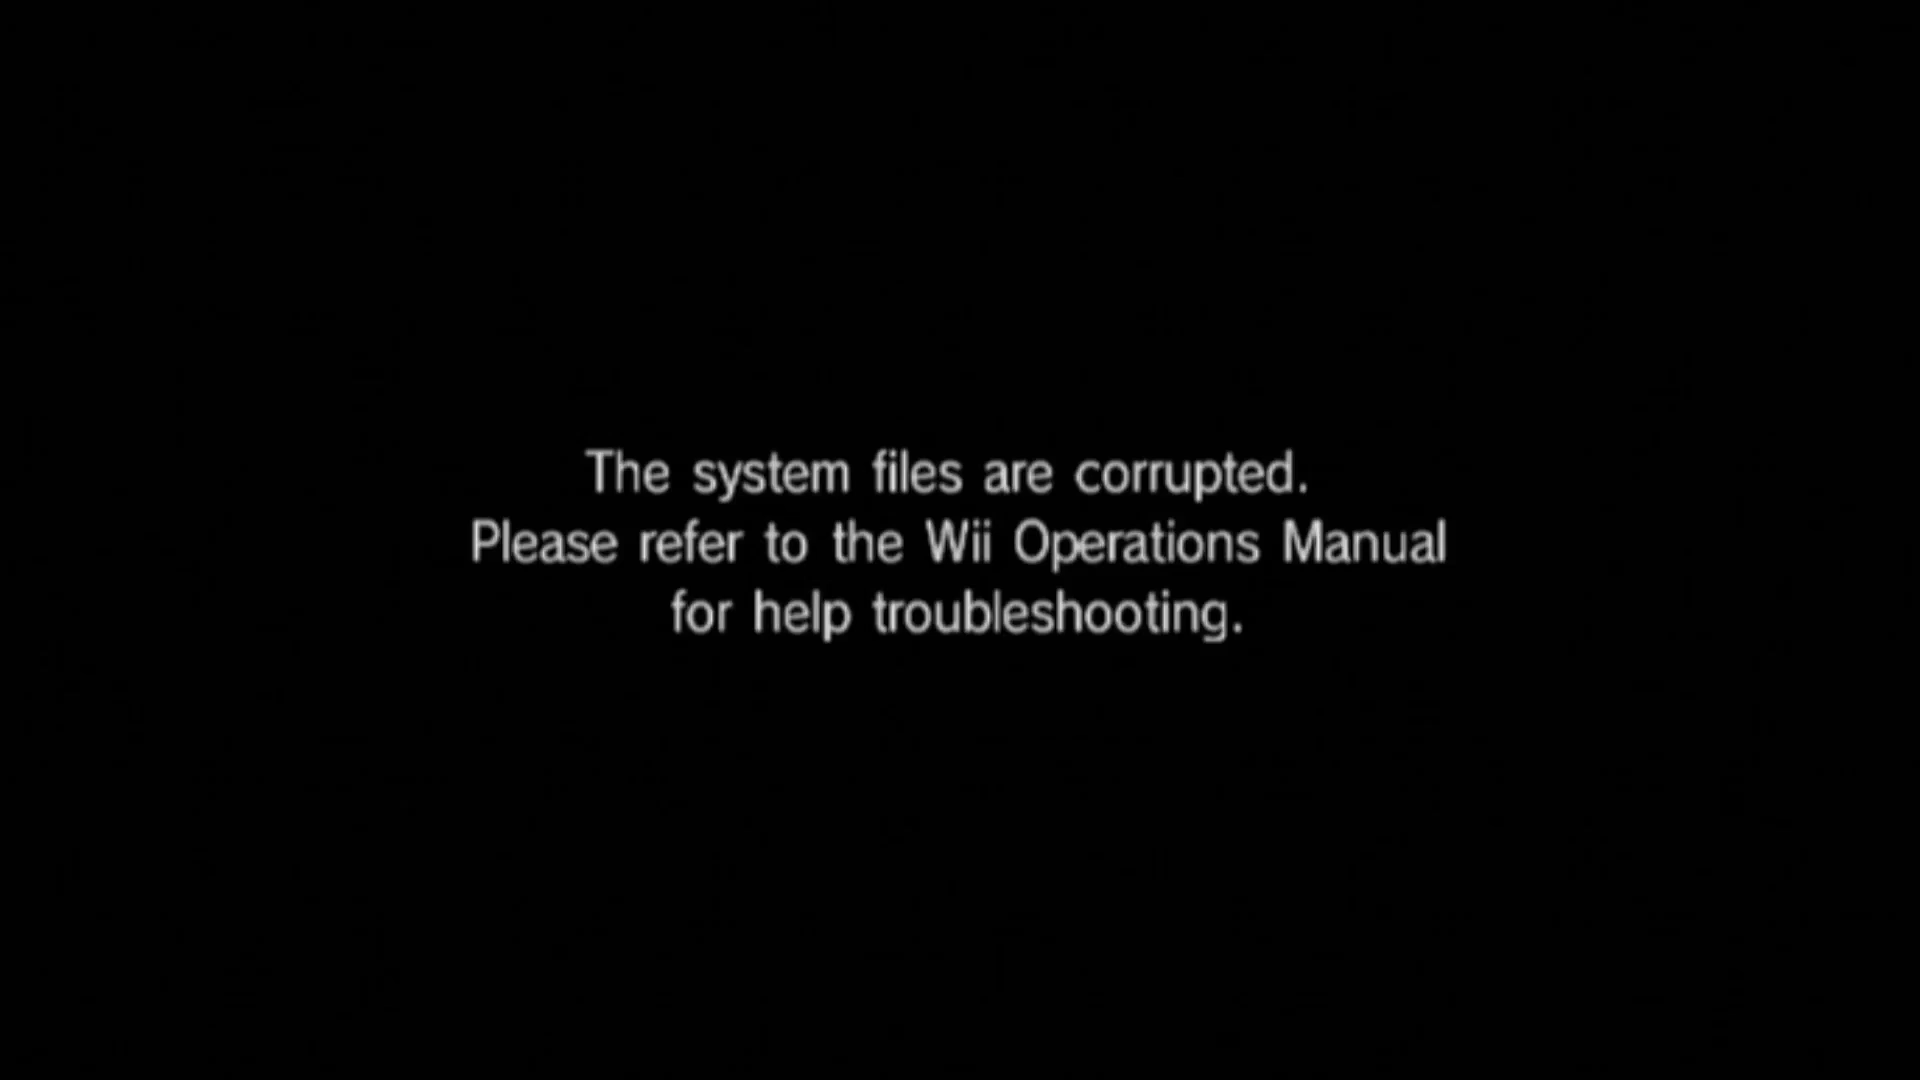 The system files are corrupted.
Please refer to the Wii Operations Manual
for help troubleshooting.